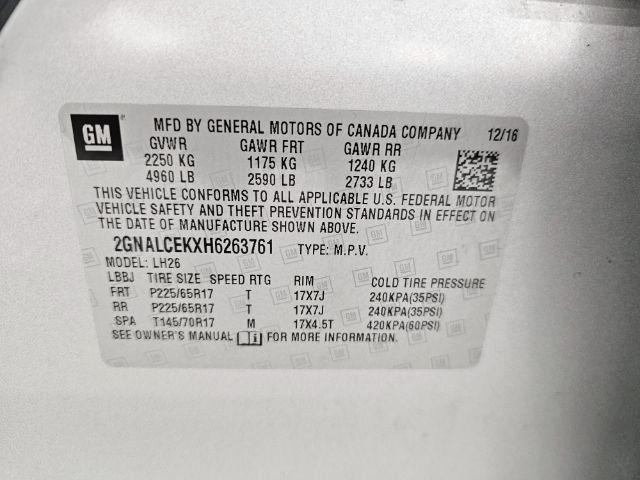 GM
MFD BY GENERAL MOTORS OF CANADA COMPANY 12/16
GVWR GAWR FRT GAWR RR
2250 KG 1175 KG 1240 KG
4960 LB 2590 LB 2733 LB
THIS VEHICLE CONFORMS TO ALL APPLICABLE U.S. FEDERAL MOTOR
VEHICLE SAFETY AND THEFT PREVENTION STANDARDS IN EFFECT ON
THE DATE OF MANUFACTURE SHOWN ABOVE.
2GNALCEKXH6263761 TYPE: M.P.V.
MODEL: LH26
LBBJ TIRE SIZE SPEED RTG RIM COLD TIRE PRESSURE
FRT P225/65R17 T 17X7J 240KPA(35PSI)
RR P225/65R17 T 17X7J 240KPA(35PSI)
SPA T145/70R17 M 17X4.5T 420KPA(60PSI)
SEE OWNER'S MANUAL FOR MORE INFORMATION.